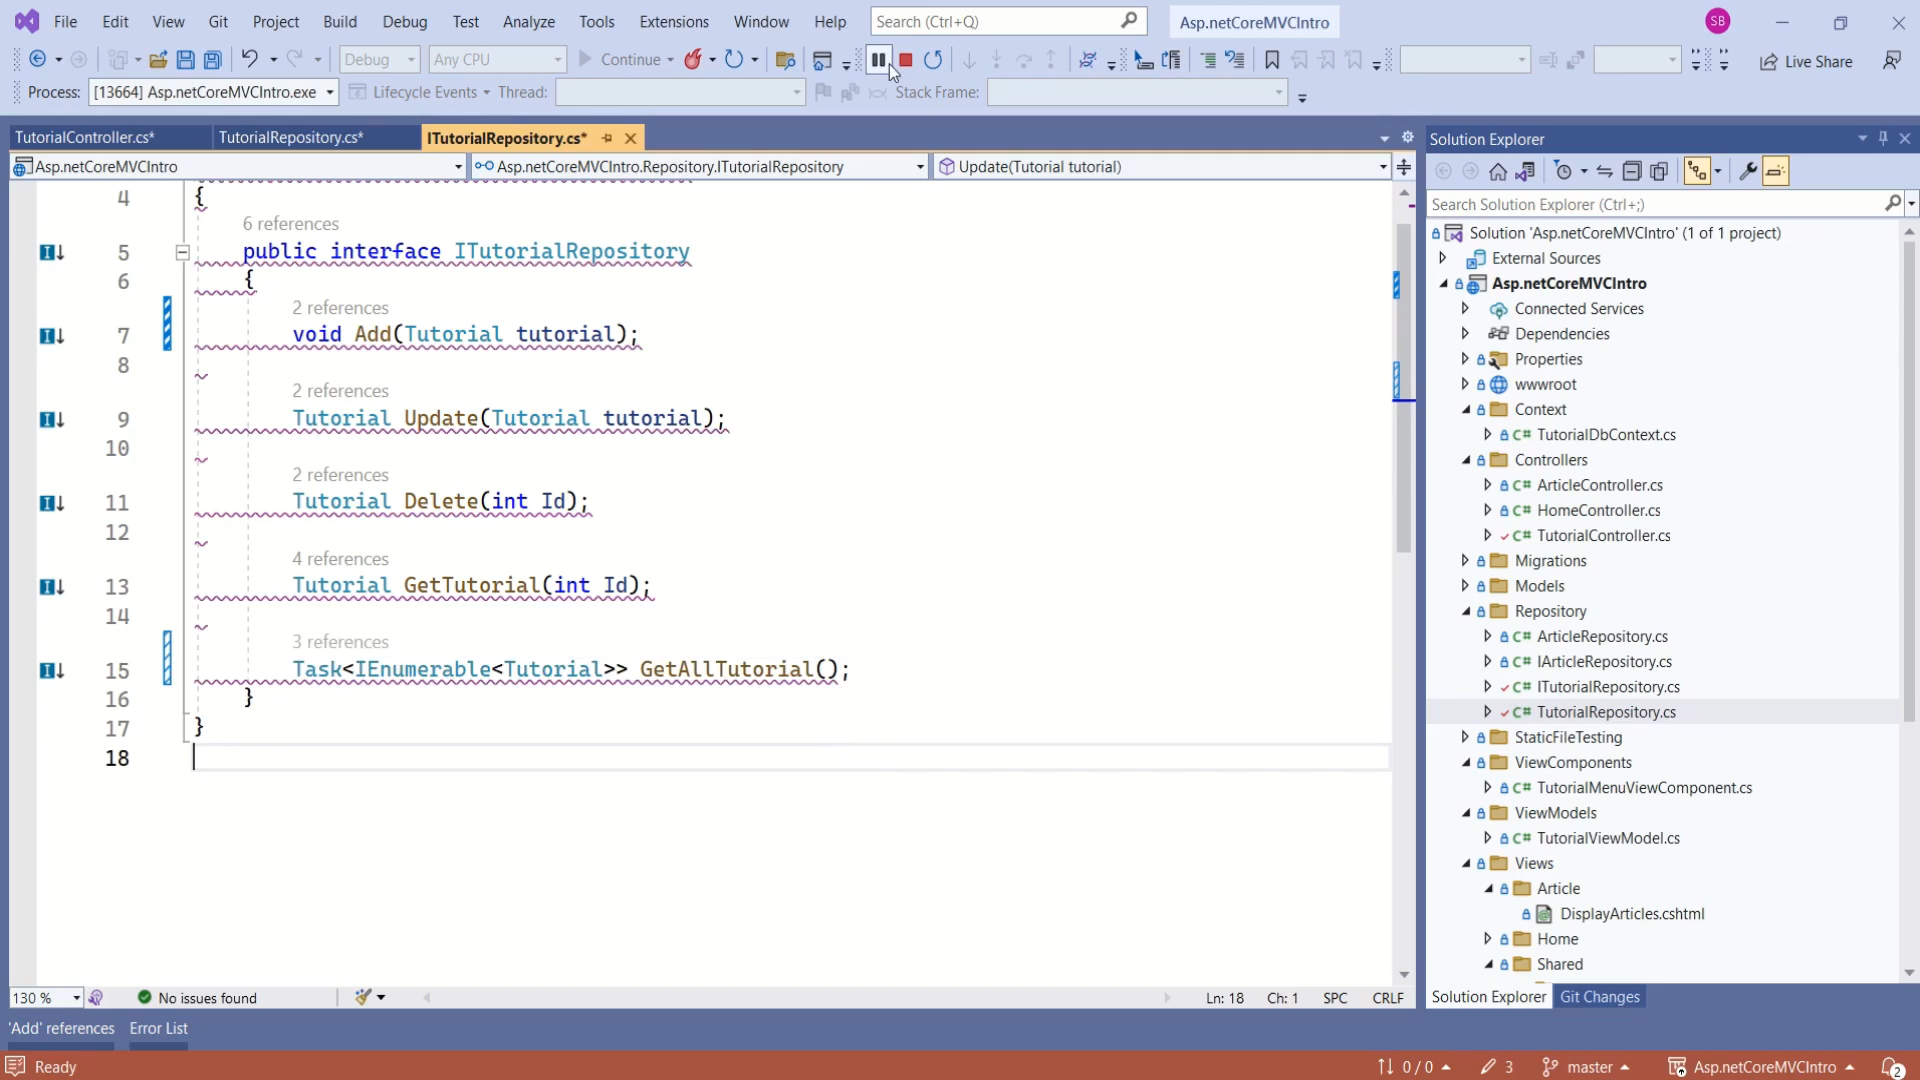 File Edit View Git Project Build Debug Test Analyze Tools Extensions Window Help Search (Ctrl+Q) Asp.netCoreMVCIntro SB
Debug Any CPU Continue Live Share
Process: [13664] Asp.netCoreMVCIntro.exe Lifecycle Events Thread: Stack Frame:
TutorialController.cs* TutorialRepository.cs* ITutorialRepository.cs*
Asp.netCoreMVCIntro Asp.netCoreMVCIntro.Repository.ITutorialRepository Update(Tutorial tutorial)
4 {
6 references
5 public interface ITutorialRepository
6 {
2 references
7 void Add(Tutorial tutorial);
8
2 references
9 Tutorial Update(Tutorial tutorial);
10
2 references
11 Tutorial Delete(int Id);
12
4 references
13 Tutorial GetTutorial(int Id);
14
3 references
15 Task<IEnumerable<Tutorial>> GetAllTutorial();
16 }
17 }
18
130 % No issues found Ln: 18 Ch: 1 SPC CRLF
Solution Explorer
Search Solution Explorer (Ctrl+;)
Solution 'Asp.netCoreMVCIntro' (1 of 1 project)
External Sources
Asp.netCoreMVCIntro
Connected Services
Dependencies
Properties
wwwroot
Context
C# TutorialDbContext.cs
Controllers
C# ArticleController.cs
C# HomeController.cs
C# TutorialController.cs
Migrations
Models
Repository
C# ArticleRepository.cs
C# IArticleRepository.cs
C# ITutorialRepository.cs
C# TutorialRepository.cs
StaticFileTesting
ViewComponents
C# TutorialMenuViewComponent.cs
ViewModels
C# TutorialViewModel.cs
Views
Article
DisplayArticles.cshtml
Home
Shared
Solution Explorer Git Changes
'Add' references Error List
Ready 0 / 0 3 master Asp.netCoreMVCIntro 2